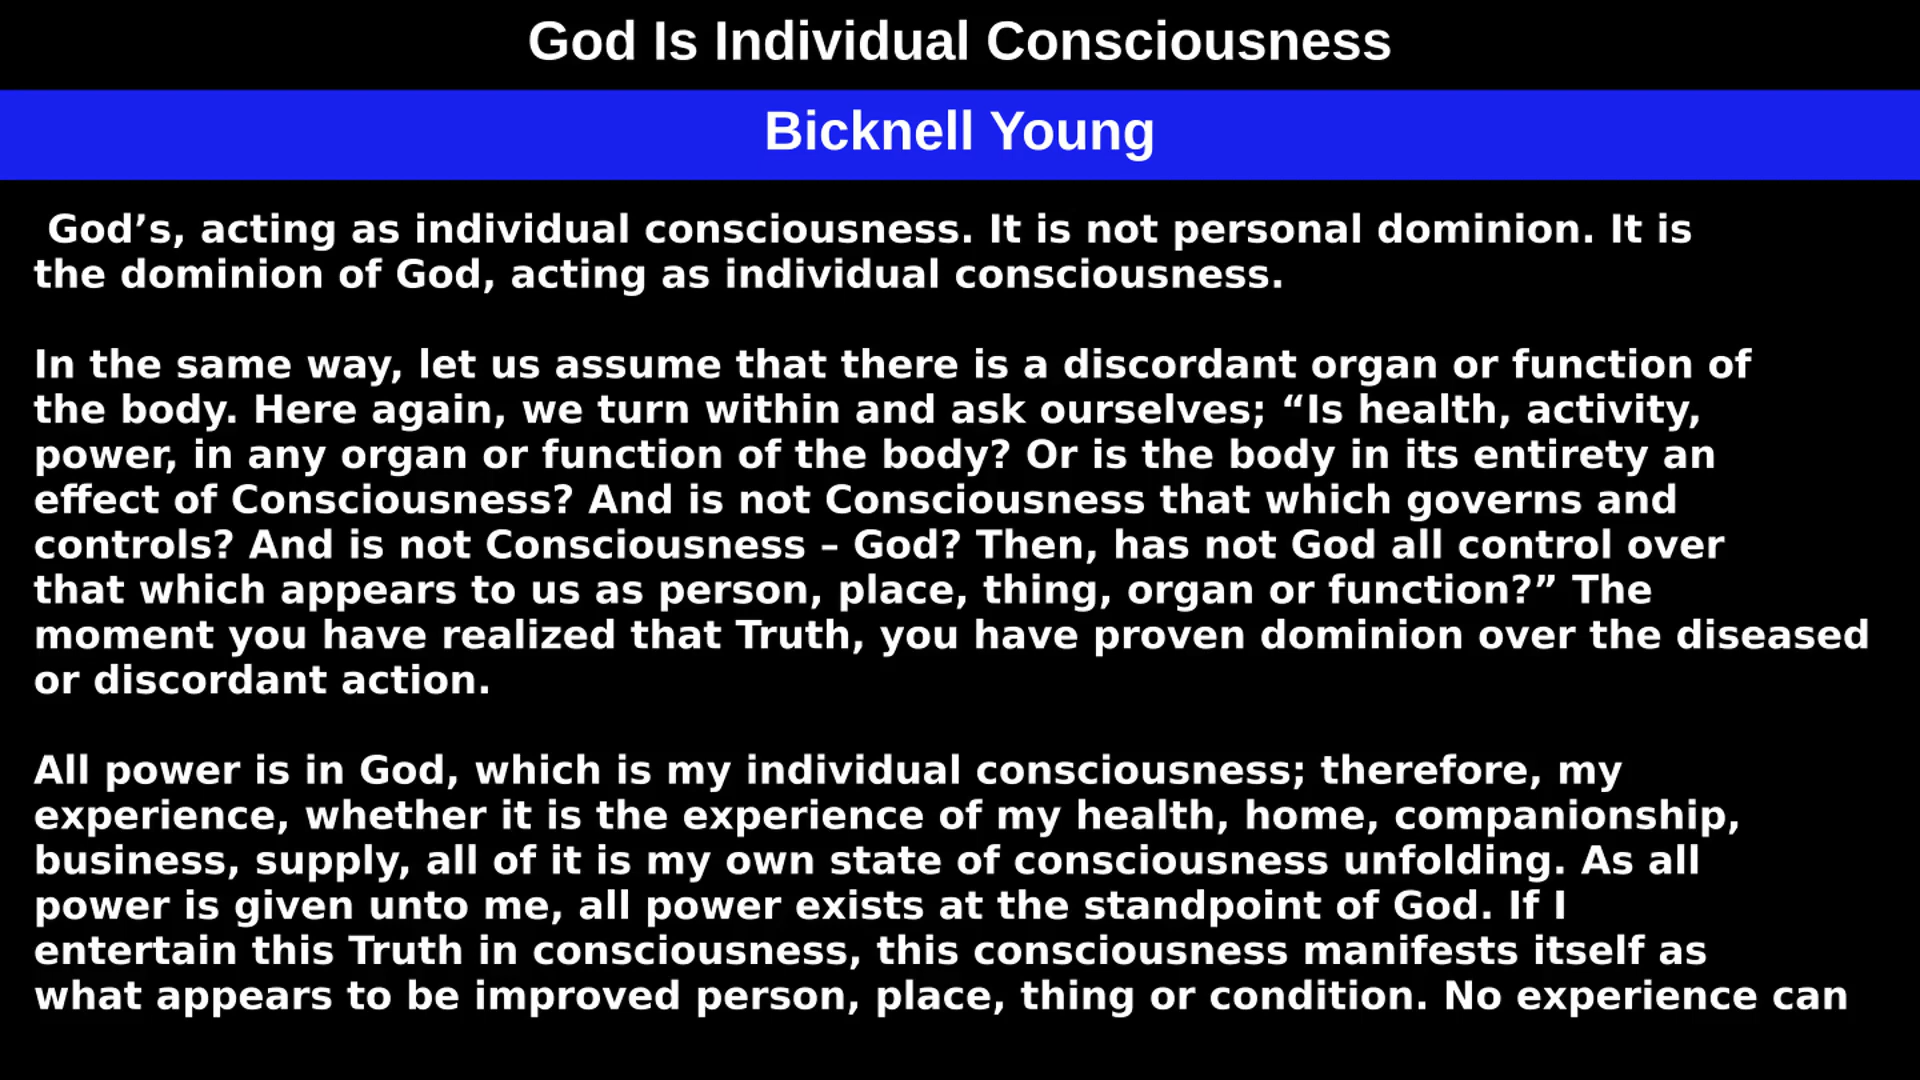 God Is Individual Consciousness
Bicknell Young
God’s, acting as individual consciousness. It is not personal dominion. It is
the dominion of God, acting as individual consciousness.
In the same way, let us assume that there is a discordant organ or function of
the body. Here again, we turn within and ask ourselves; “Is health, activity,
power, in any organ or function of the body? Or is the body in its entirety an
effect of Consciousness? And is not Consciousness that which governs and
controls? And is not Consciousness – God? Then, has not God all control over
that which appears to us as person, place, thing, organ or function?” The
moment you have realized that Truth, you have proven dominion over the diseased
or discordant action.
All power is in God, which is my individual consciousness; therefore, my
experience, whether it is the experience of my health, home, companionship,
business, supply, all of it is my own state of consciousness unfolding. As all
power is given unto me, all power exists at the standpoint of God. If I
entertain this Truth in consciousness, this consciousness manifests itself as
what appears to be improved person, place, thing or condition. No experience can